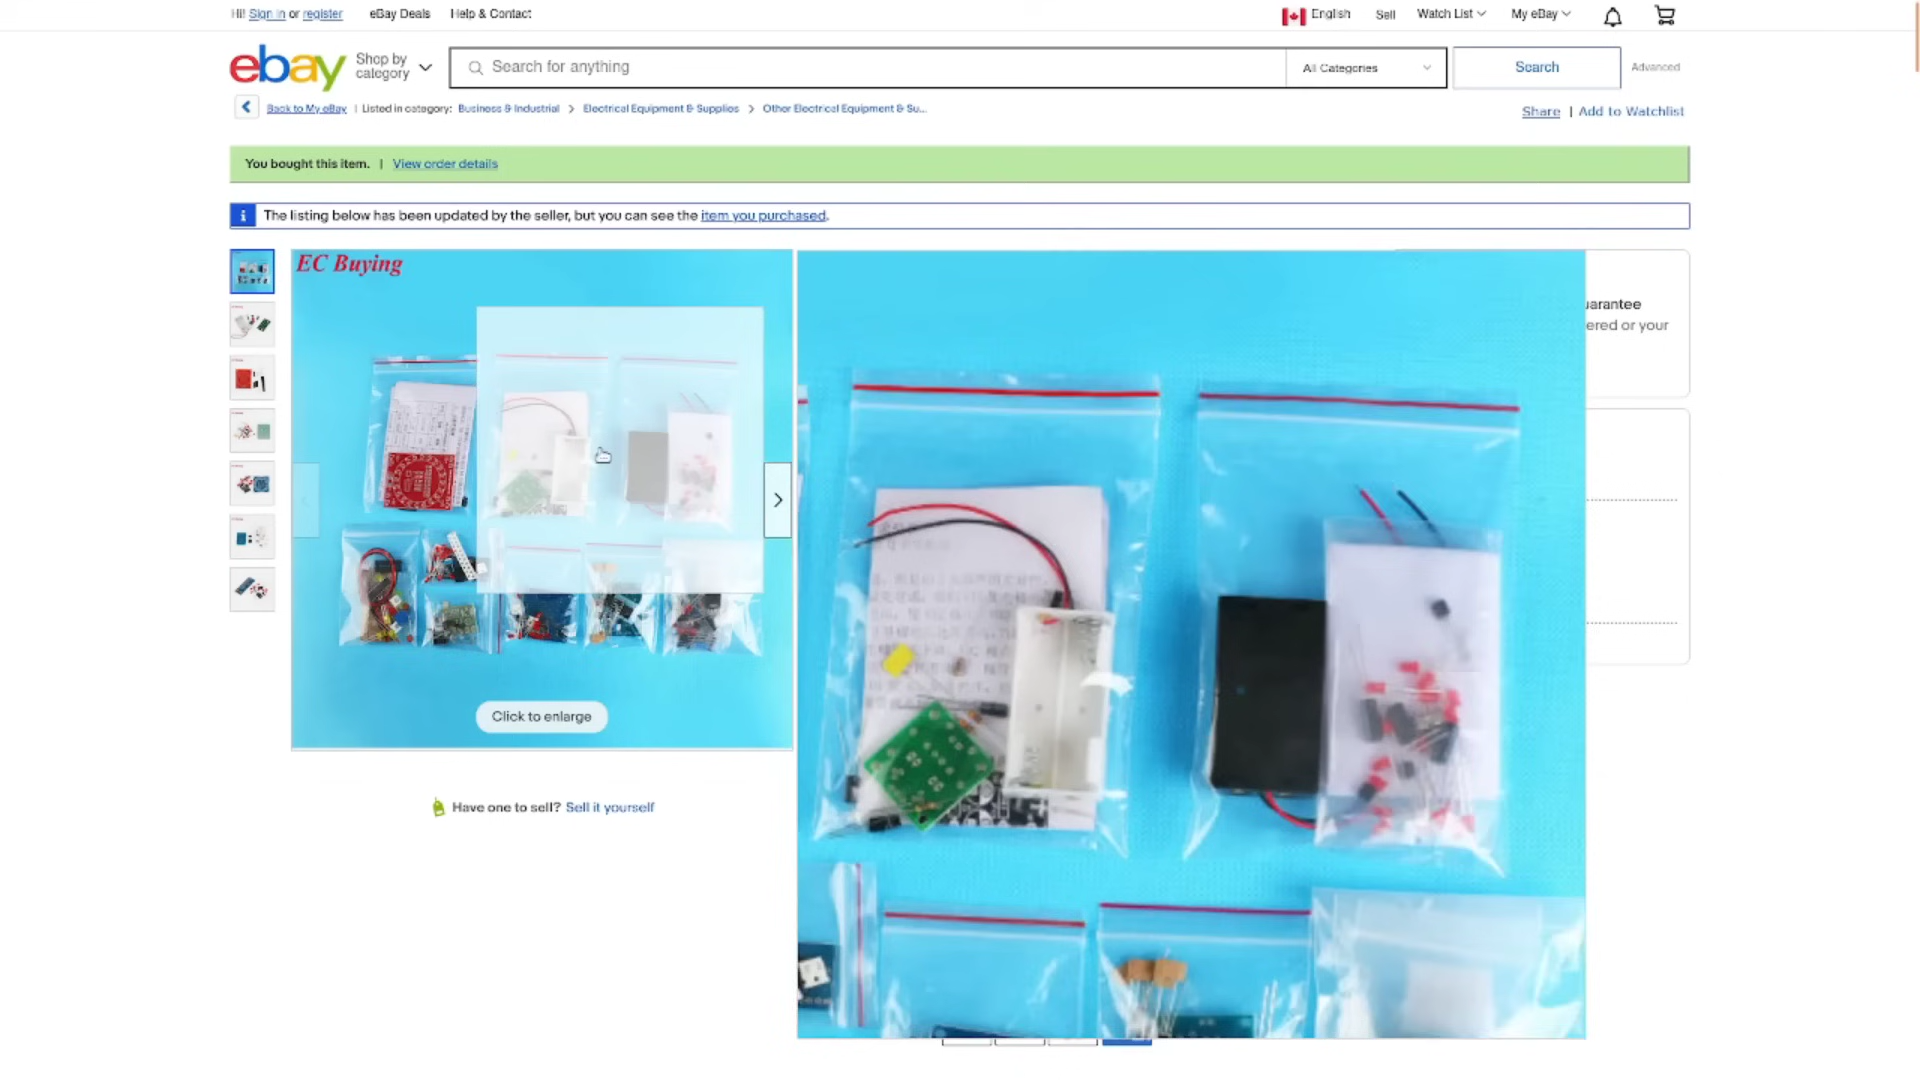 Hi! Sign in or register
eBay Deals
Help & Contact
English
Sell
Watch List
My eBay
ebay
Shop by
category
Search for anything
All Categories
Search
Advanced
Back to My eBay | Listed in category: Business & Industrial > Electrical Equipment & Supplies > Other Electrical Equipment & Su...
Share | Add to Watchlist
You bought this item. | View order details
i The listing below has been updated by the seller, but you can see the item you purchased.
EC Buying
uarantee
ered or your
Click to enlarge
Have one to sell? Sell it yourself